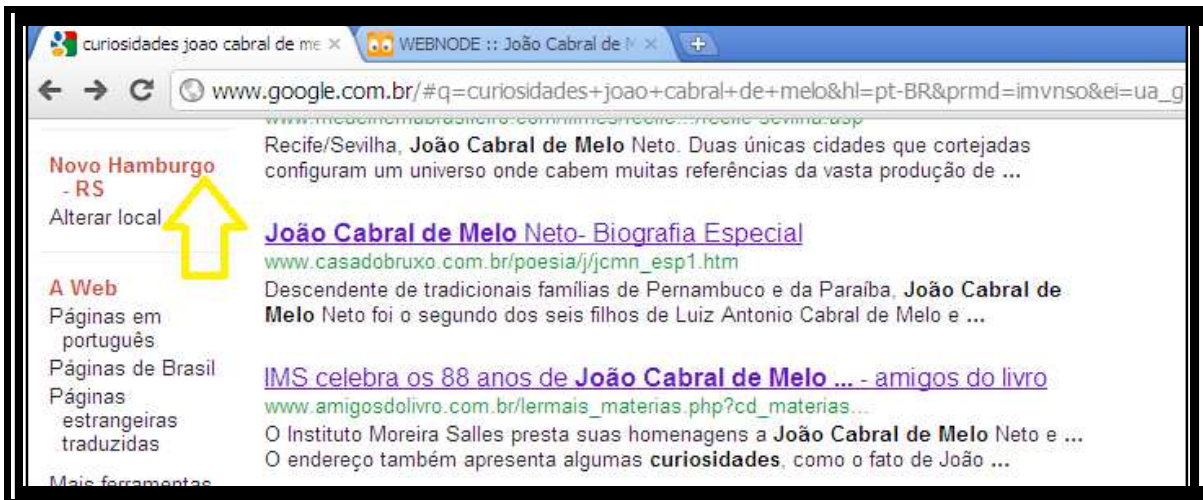 curiosidades joao cabral de me
WEBNODE :: João Cabral de
www.google.com.br/#q=curiosidades+joao+cabral+de+melo&hl=pt-BR&prmd=imvnso&ei=ua_g
Novo Hamburgo
- RS
Alterar local
A Web
Páginas em
português
Páginas de Brasil
Páginas
estrangeiras
traduzidas
Mais ferramentas
Recife/Sevilha, João Cabral de Melo Neto. Duas únicas cidades que cortejadas
configuram um universo onde cabem muitas referências da vasta produção de ...
João Cabral de Melo Neto- Biografia Especial
www.casadobruxo.com.br/poesia/j/jcmn_esp1.htm
Descendente de tradicionais famílias de Pernambuco e da Paraíba, João Cabral de
Melo Neto foi o segundo dos seis filhos de Luiz Antonio Cabral de Melo e ...
IMS celebra os 88 anos de João Cabral de Melo ... - amigos do livro
www.amigosdolivro.com.br/lermais_materias.php?cd_materias...
O Instituto Moreira Salles presta suas homenagens a João Cabral de Melo Neto e ...
O endereço também apresenta algumas curiosidades, como o fato de João ...